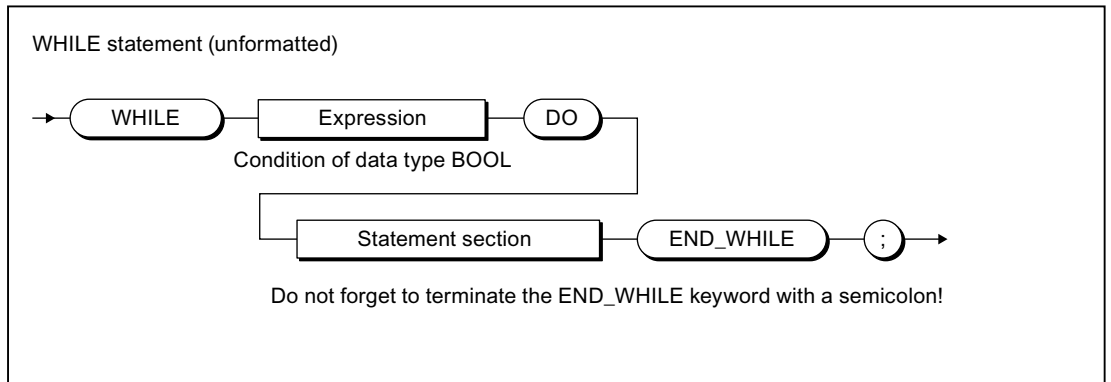 WHILE statement (unformatted)
WHILE Expression DO
Condition of data type BOOL
Statement section END_WHILE ;
Do not forget to terminate the END_WHILE keyword with a semicolon!